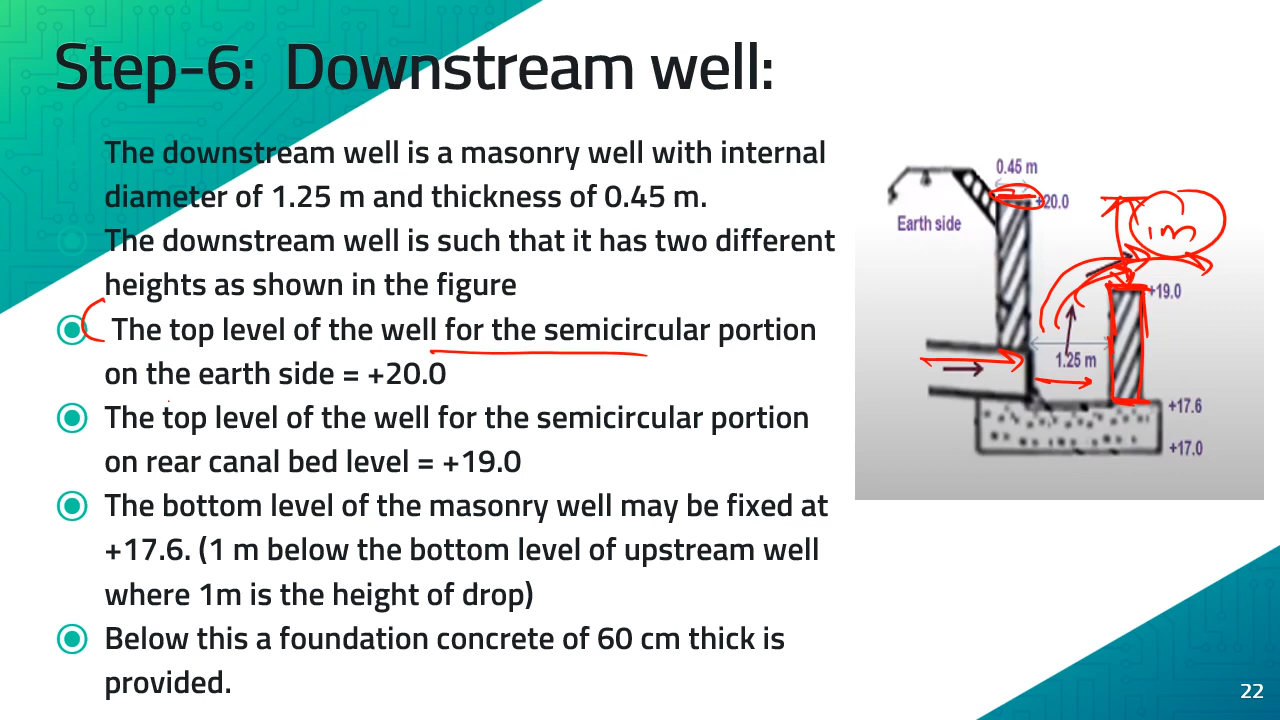 Step-6: Downstream well:
The downstream well is a masonry well with internal
diameter of 1.25 m and thickness of 0.45 m.
The downstream well is such that it has two different
heights as shown in the figure
The top level of the well for the semicircular portion
on the earth side = +20.0
The top level of the well for the semicircular portion
on rear canal bed level = +19.0
The bottom level of the masonry well may be fixed at
+17.6. (1 m below the bottom level of upstream well
where 1m is the height of drop)
Below this a foundation concrete of 60 cm thick is
provided.
0.45 m
+20.0
Earth side
1m
+19.0
1.25 m
+17.6
+17.0
22